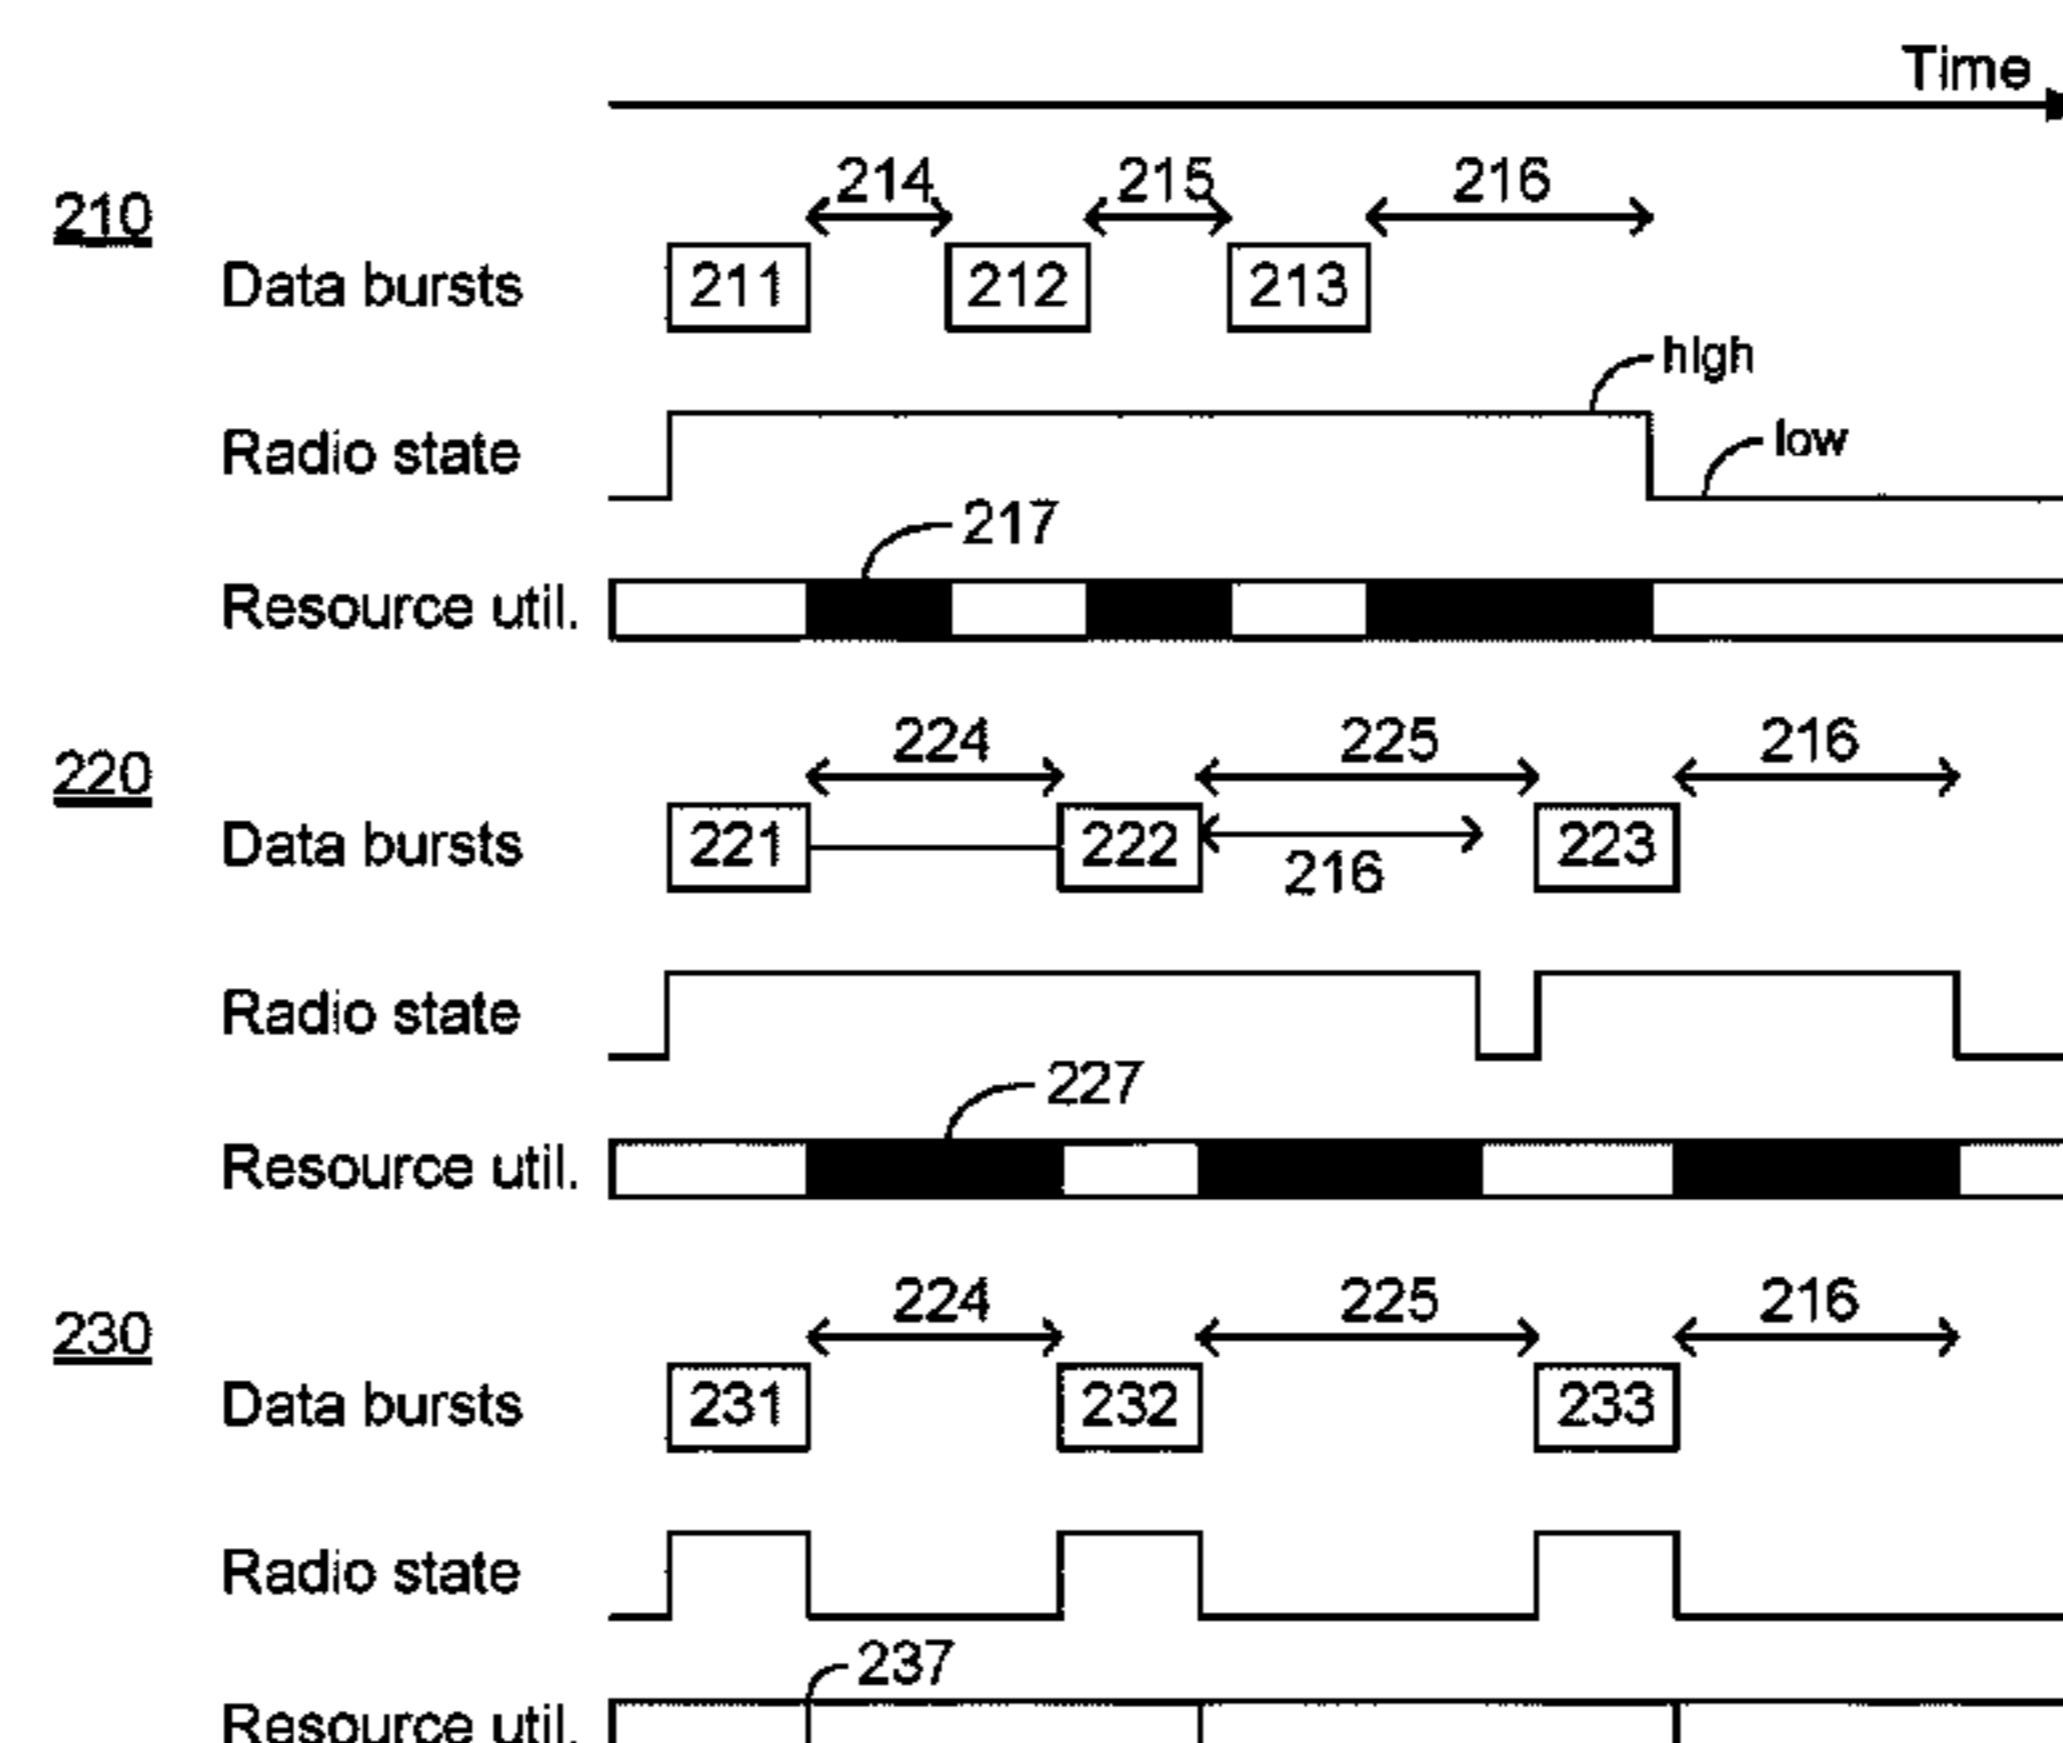 Time
214 215 216
210
Data bursts 211 212 213
high
Radio state low
217
Resource util.
224 225 216
220
Data bursts 221 222 223
216
Radio state
227
Resource util.
224 225 216
230
Data bursts 231 232 233
Radio state
237
Resource util.